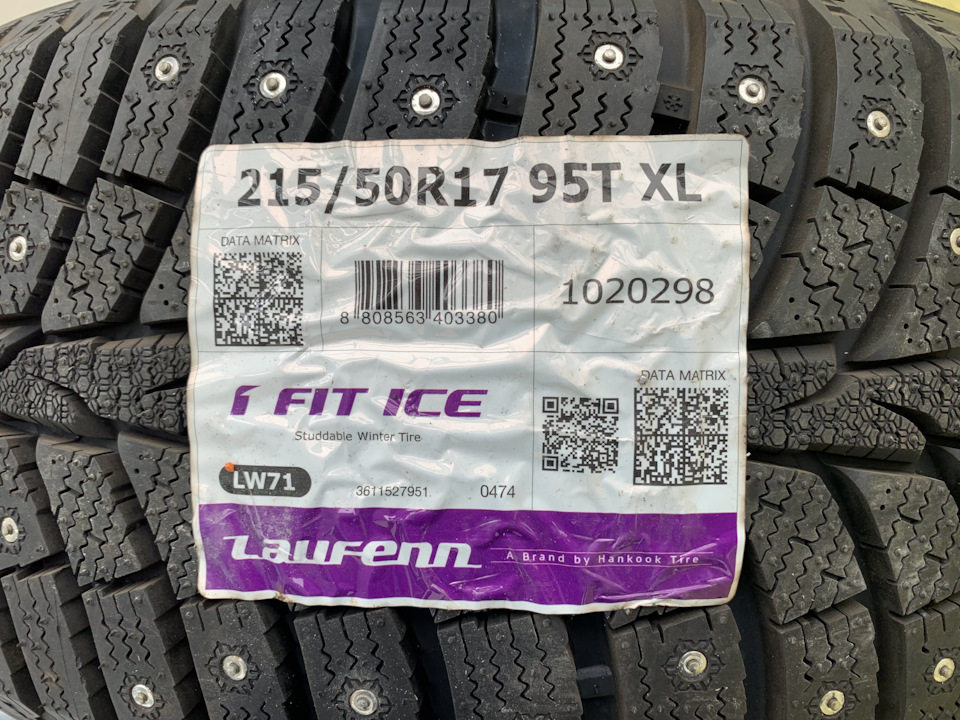 215/50R17 95T XL
DATA MATRIX
8 808563 403380
1020298
i FIT ICE
Studdable Winter Tire
DATA MATRIX
LW71
3611527951
0474
Laufenn
A Brand by Hankook Tire